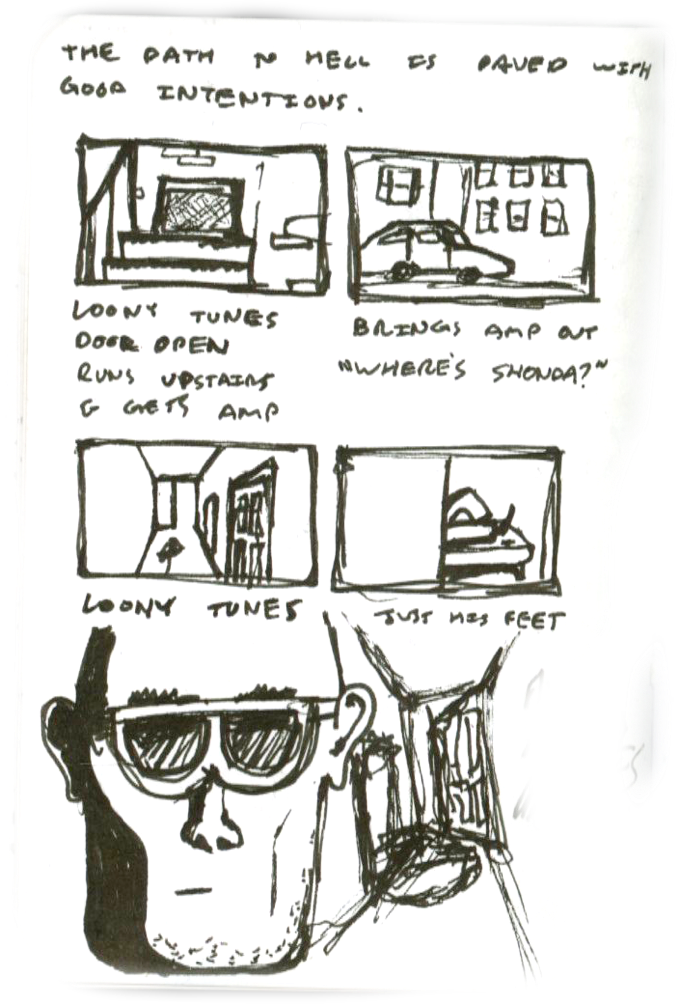 THE PATH TO HELL IS PAVED WITH
GOOD INTENTIONS.
LOONY TUNES
DOOR OPEN
RUNS UPSTAIRS
& GETS AMP
BRINGS AMP OUT
"WHERE'S SHONDA?"
LOONY TUNES
JUST HIS FEET